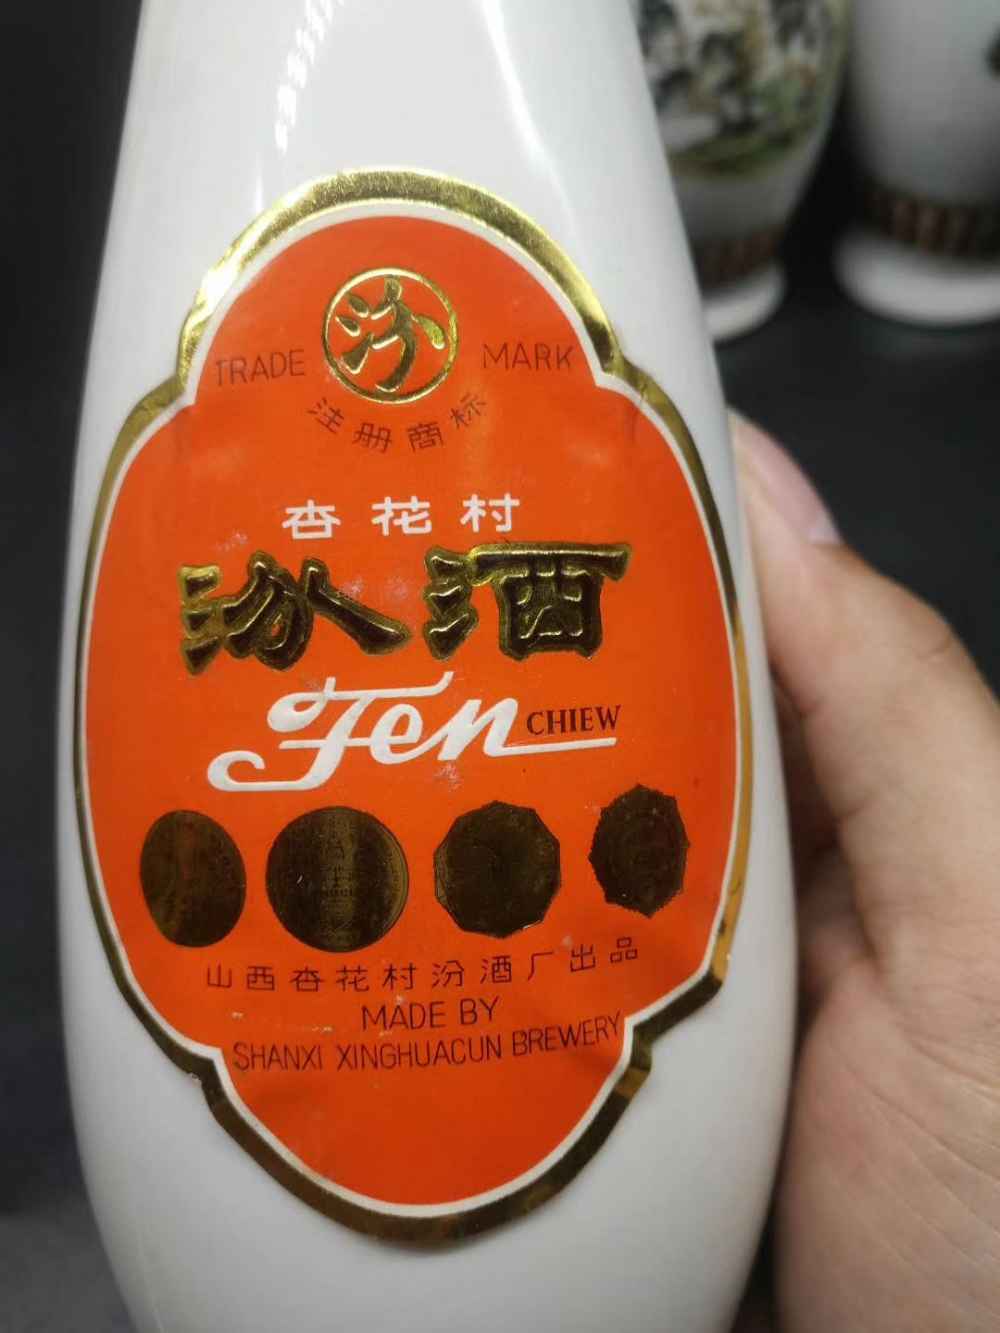 汾
TRADE MARK
注册商标
杏花村
汾酒
Fen CHIEW
山西杏花村汾酒厂出品
MADE BY
SHANXI XINGHUACUN BREWERY